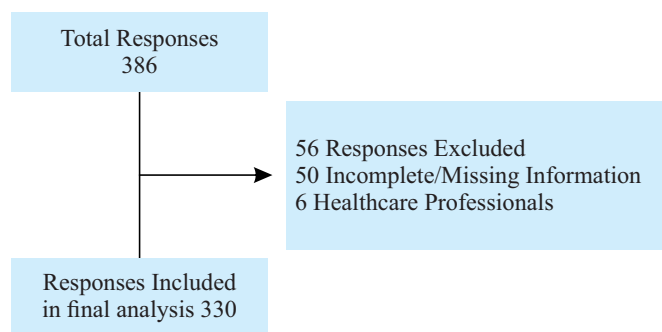 Total Responses
386
56 Responses Excluded
50 Incomplete/Missing Information
6 Healthcare Professionals
Responses Included
in final analysis 330